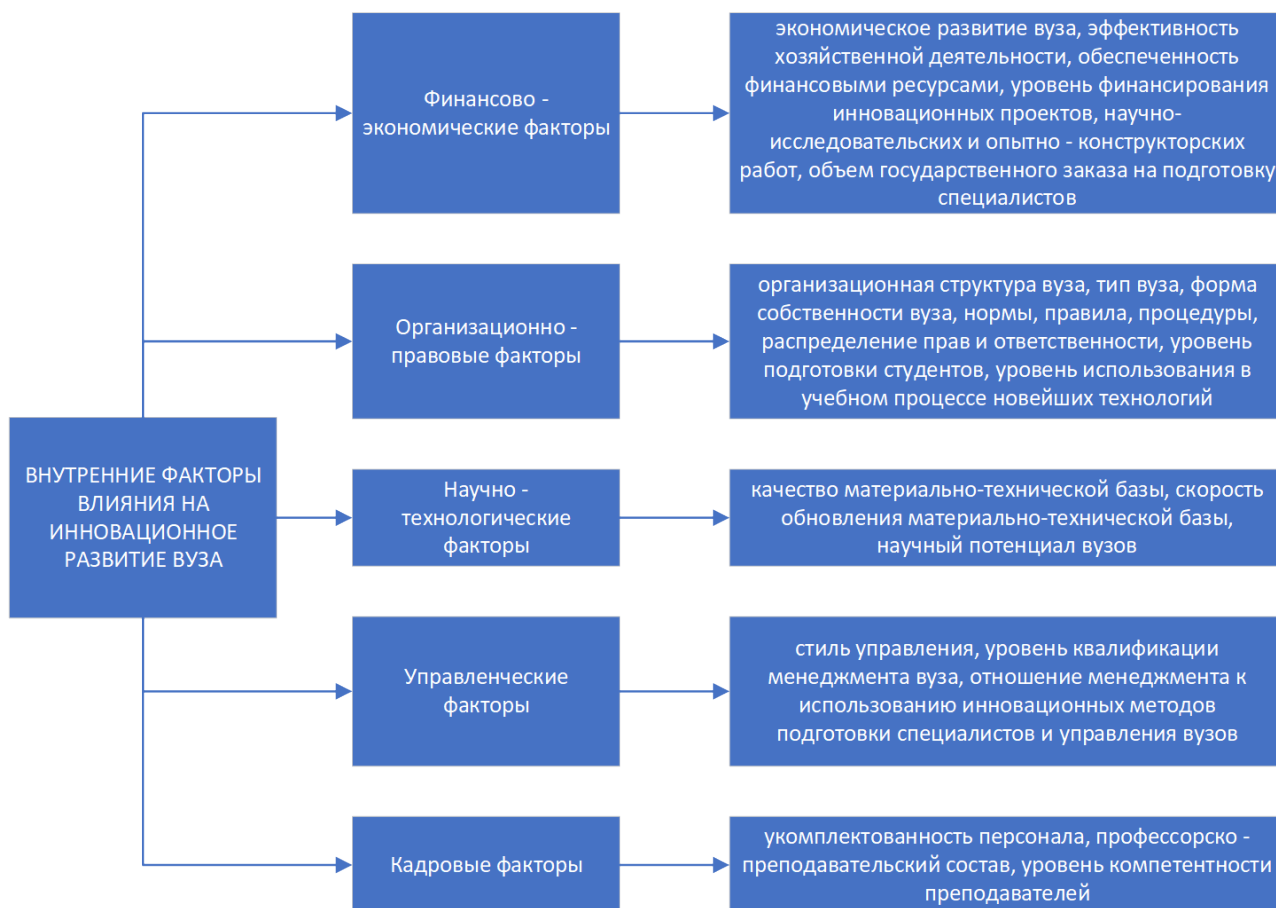 ВНУТРЕННИЕ ФАКТОРЫ
ВЛИЯНИЯ НА
ИННОВАЦИОННОЕ
РАЗВИТИЕ ВУЗА
Финансово -
экономические факторы
экономическое развитие вуза, эффективность
хозяйственной деятельности, обеспеченность
финансовыми ресурсами, уровень финансирования
инновационных проектов, научно-
исследовательских и опытно - конструкторских
работ, объем государственного заказа на подготовку
специалистов
Организационно -
правовые факторы
организационная структура вуза, тип вуза, форма
собственности вуза, нормы, правила, процедуры,
распределение прав и ответственности, уровень
подготовки студентов, уровень использования в
учебном процессе новейших технологий
Научно -
технологические
факторы
качество материально-технической базы, скорость
обновления материально-технической базы,
научный потенциал вузов
Управленческие
факторы
стиль управления, уровень квалификации
менеджмента вуза, отношение менеджмента к
использованию инновационных методов
подготовки специалистов и управления вузов
Кадровые факторы
укомплектованность персонала, профессорско -
преподавательский состав, уровень компетентности
преподавателей